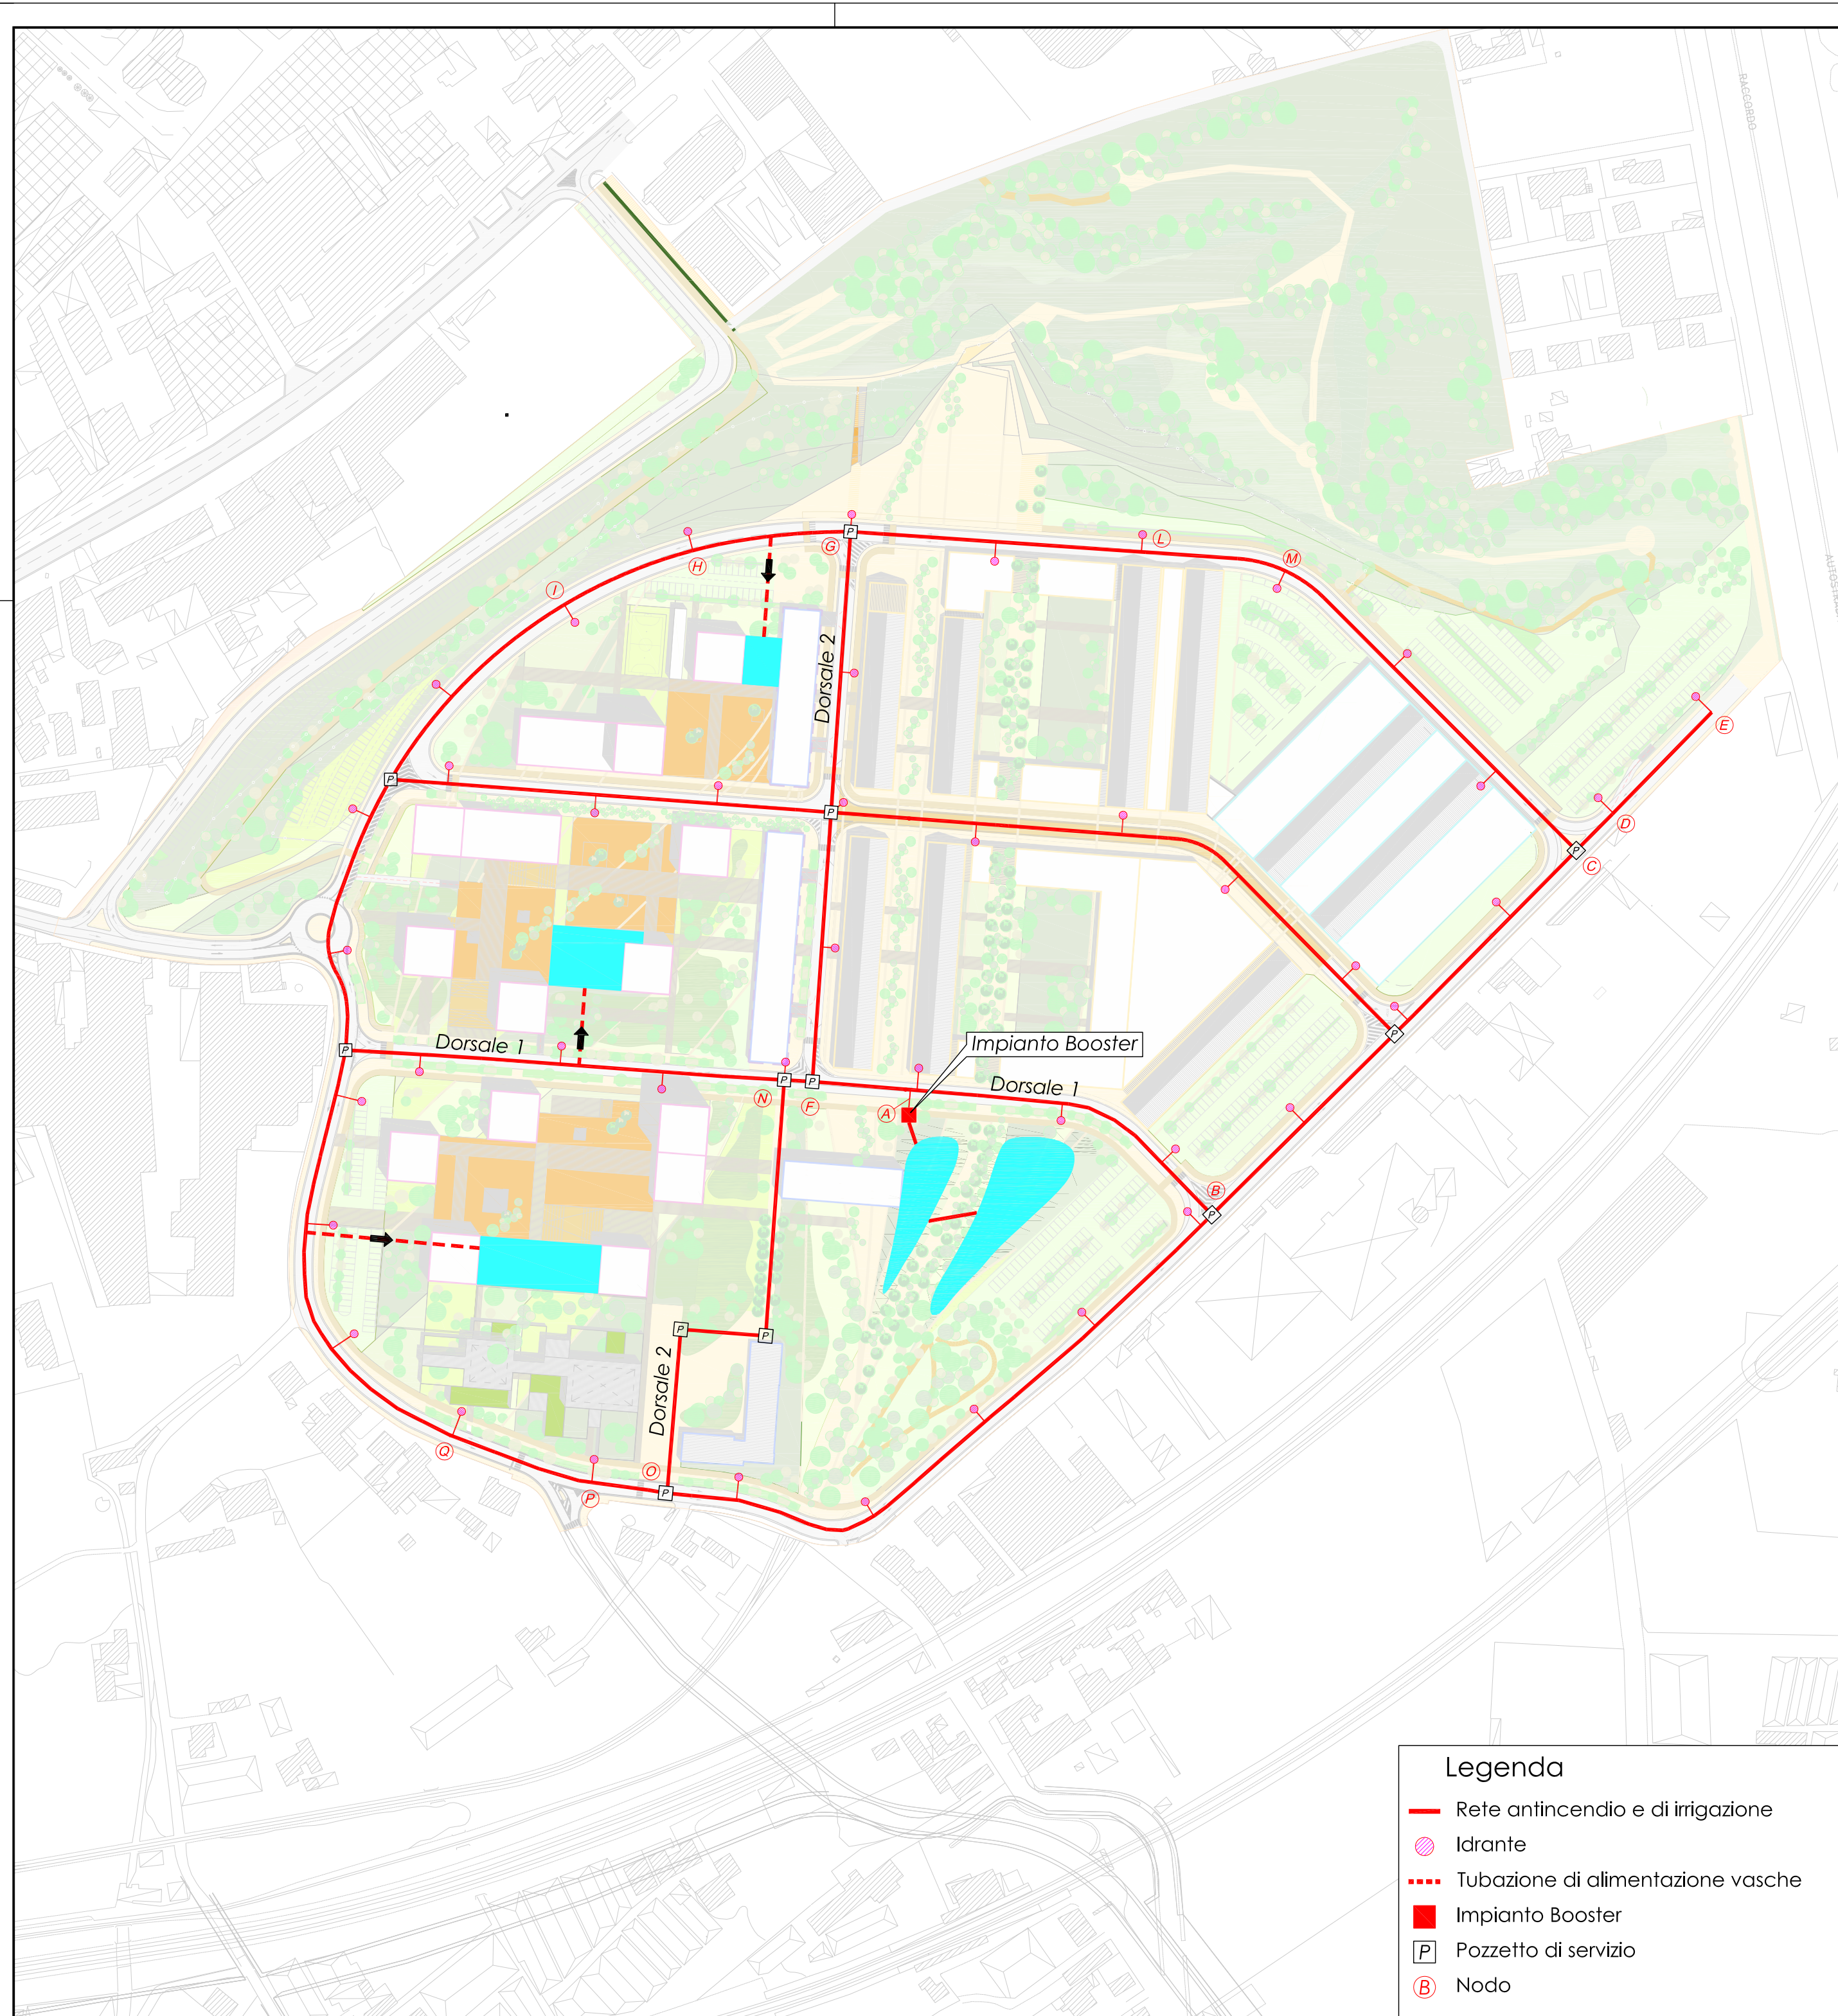 RACCORDO
P
G
L
H
M
I
Dorsale 2
E
P
P
D
P
C
P
Impianto Booster
P
Dorsale 1
P
P
Dorsale 1
N
F
A
B
P
P
P
Dorsale 2
Q
O
P
P
Legenda
Rete antincendio e di irrigazione
Idrante
Tubazione di alimentazione vasche
Impianto Booster
P Pozzetto di servizio
B Nodo